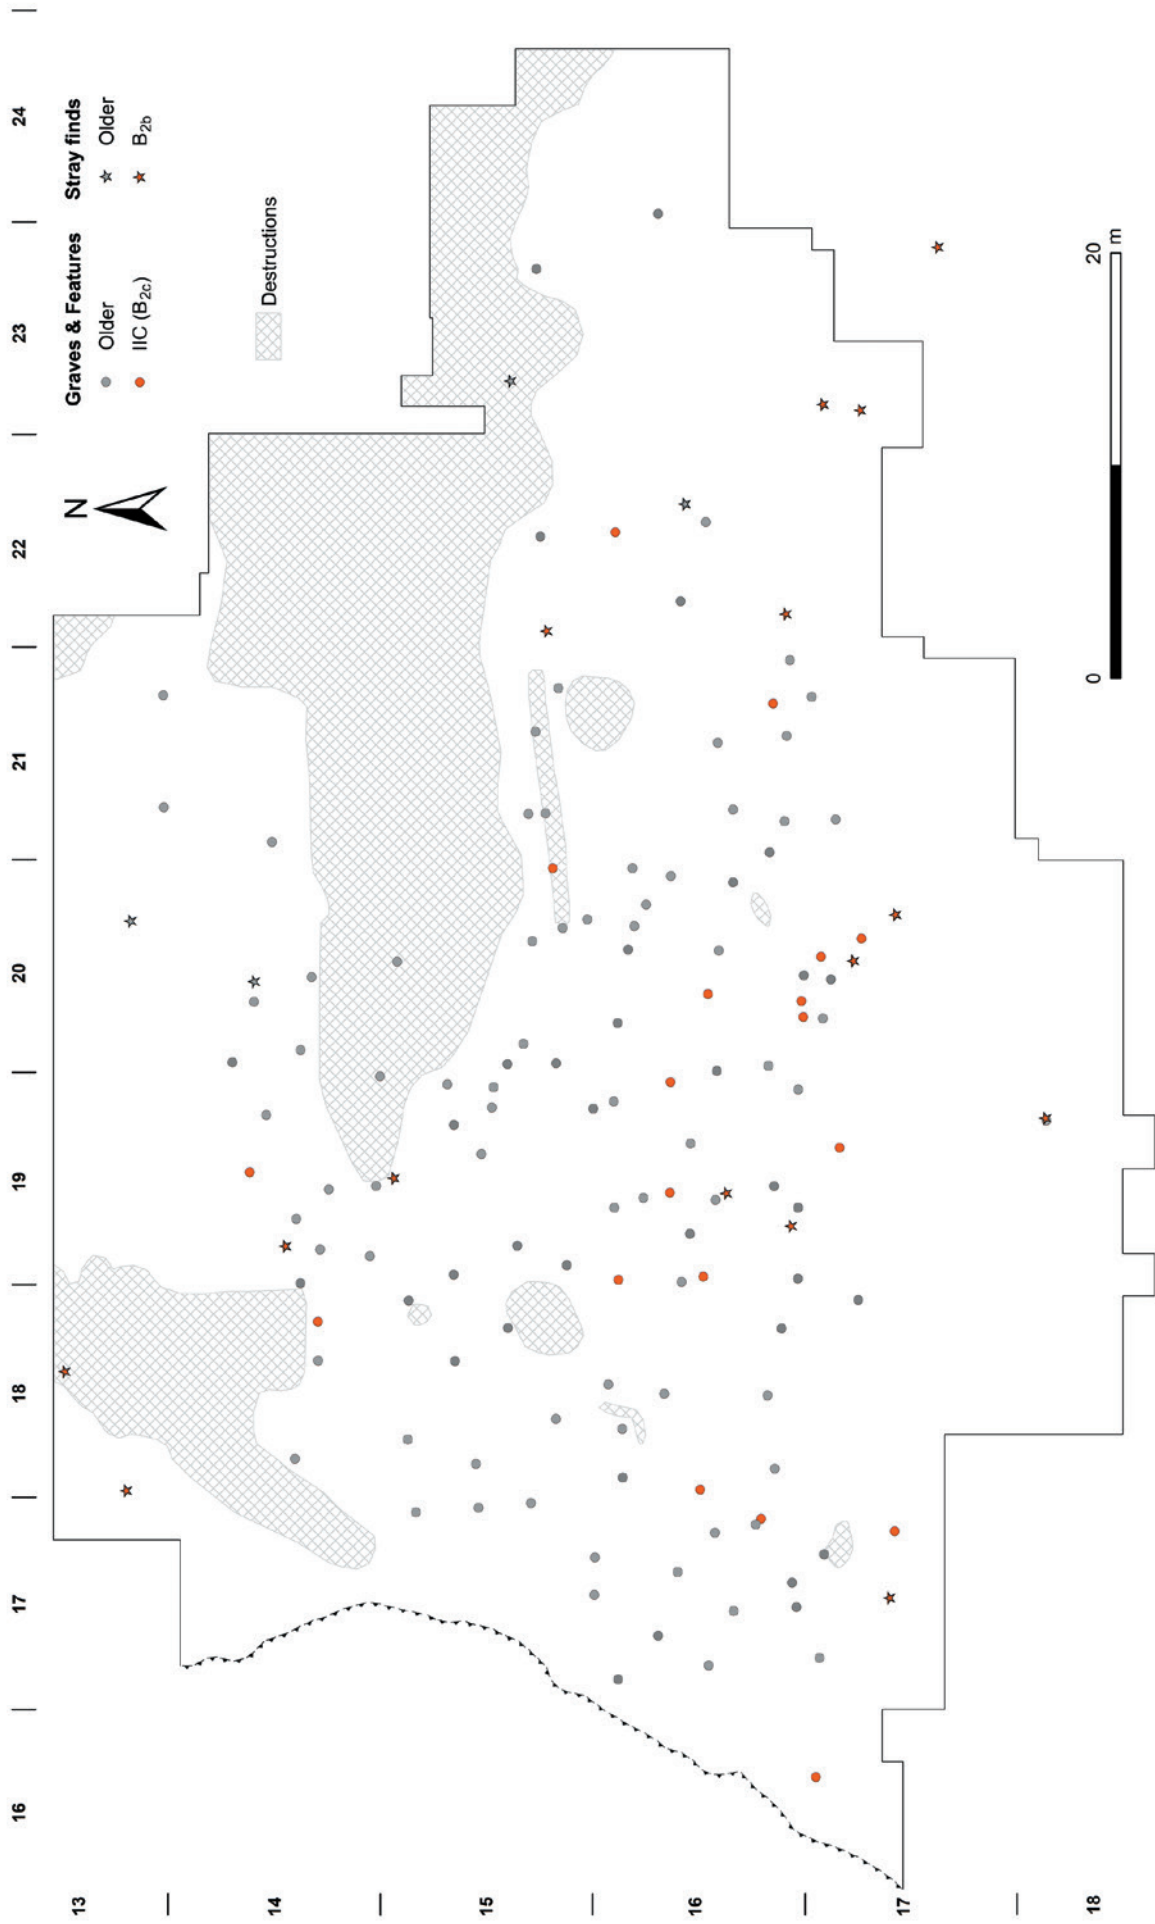 16 17 18 19 20 21 22 23 24
13
14
15
16
17
18
N
Graves & Features Stray finds
Older Older
IIC (B2c) B2b
Destructions
0 20 m